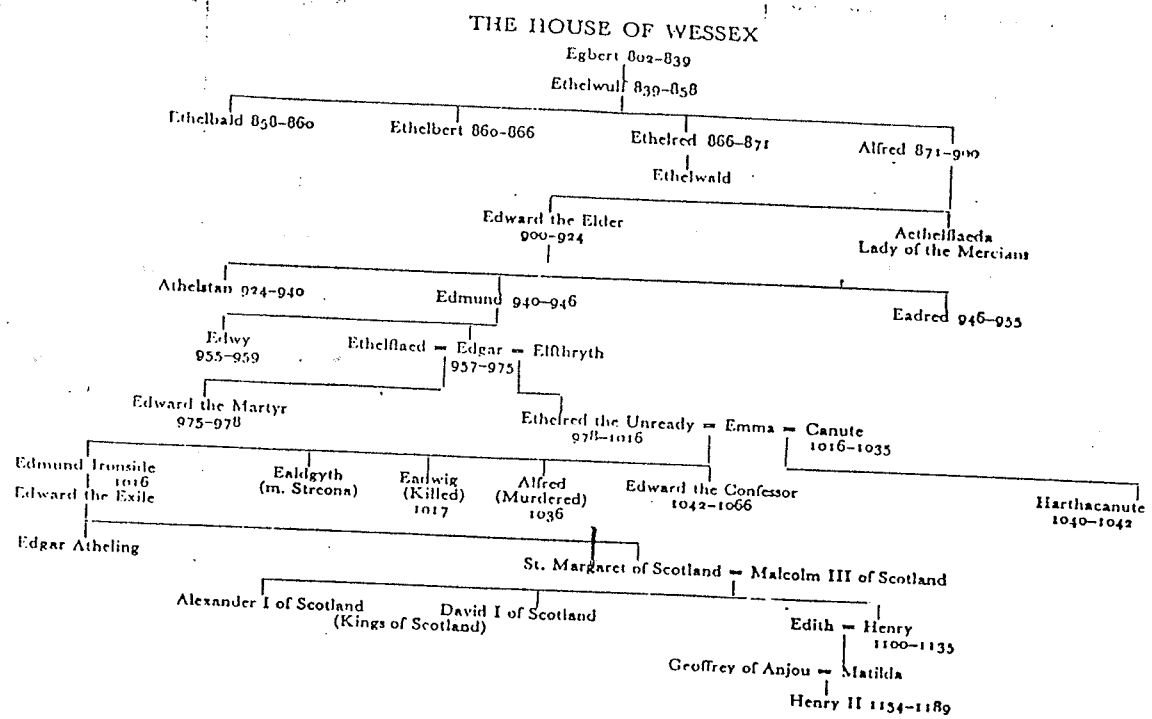 THE HOUSE OF WESSEX
Egbert 802–839
Ethelwulf 839–858
Ethelbald 858–860
Ethelbert 860–866
Ethelred 866–871
Alfred 871–900
Ethelwald
Edward the Elder
900–924
Aethelflaeda
Lady of the Mercians
Athelstan 924–940
Edmund 940–946
Eadred 946–955
Edwy
955–959
Ethelflaed = Edgar = Elfthryth
957–975
Edward the Martyr
975–978
Ethelred the Unready = Emma = Canute
978–1016
1016–1035
Edmund Ironside
1016
Edward the Exile
Ealdgyth
(m. Streona)
Eadwig
(Killed)
1017
Alfred
(Murdered)
1036
Edward the Confessor
1042–1066
Harthacanute
1040–1042
Edgar Atheling
St. Margaret of Scotland = Malcolm III of Scotland
Alexander I of Scotland
David I of Scotland
(Kings of Scotland)
Edith = Henry
1100–1135
Geoffrey of Anjou = Matilda
Henry II 1154–1189